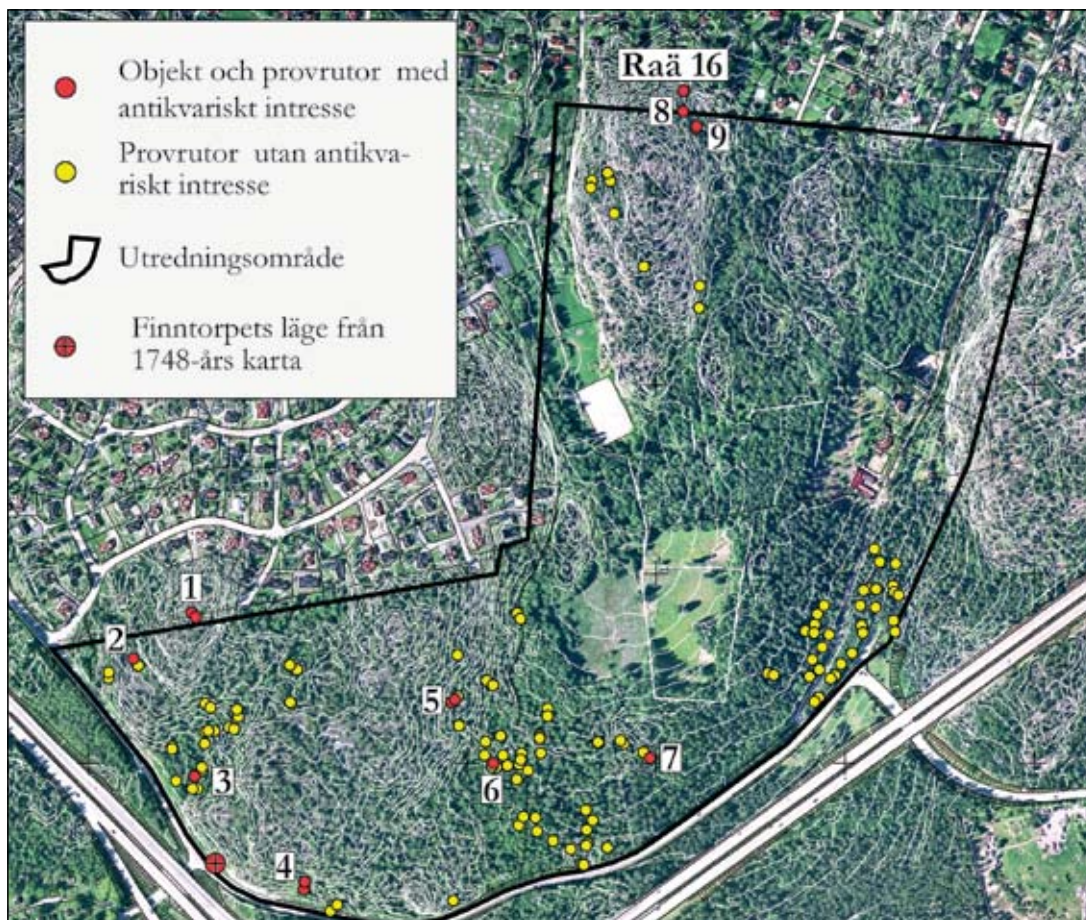 Objekt och provrutor med
antikvariskt intresse
Provrutor utan antikva-
riskt intresse
Utredningsområde
Finntorpets läge från
1748-års karta
Raä 16
8
9
1
2
5
7
3
6
4